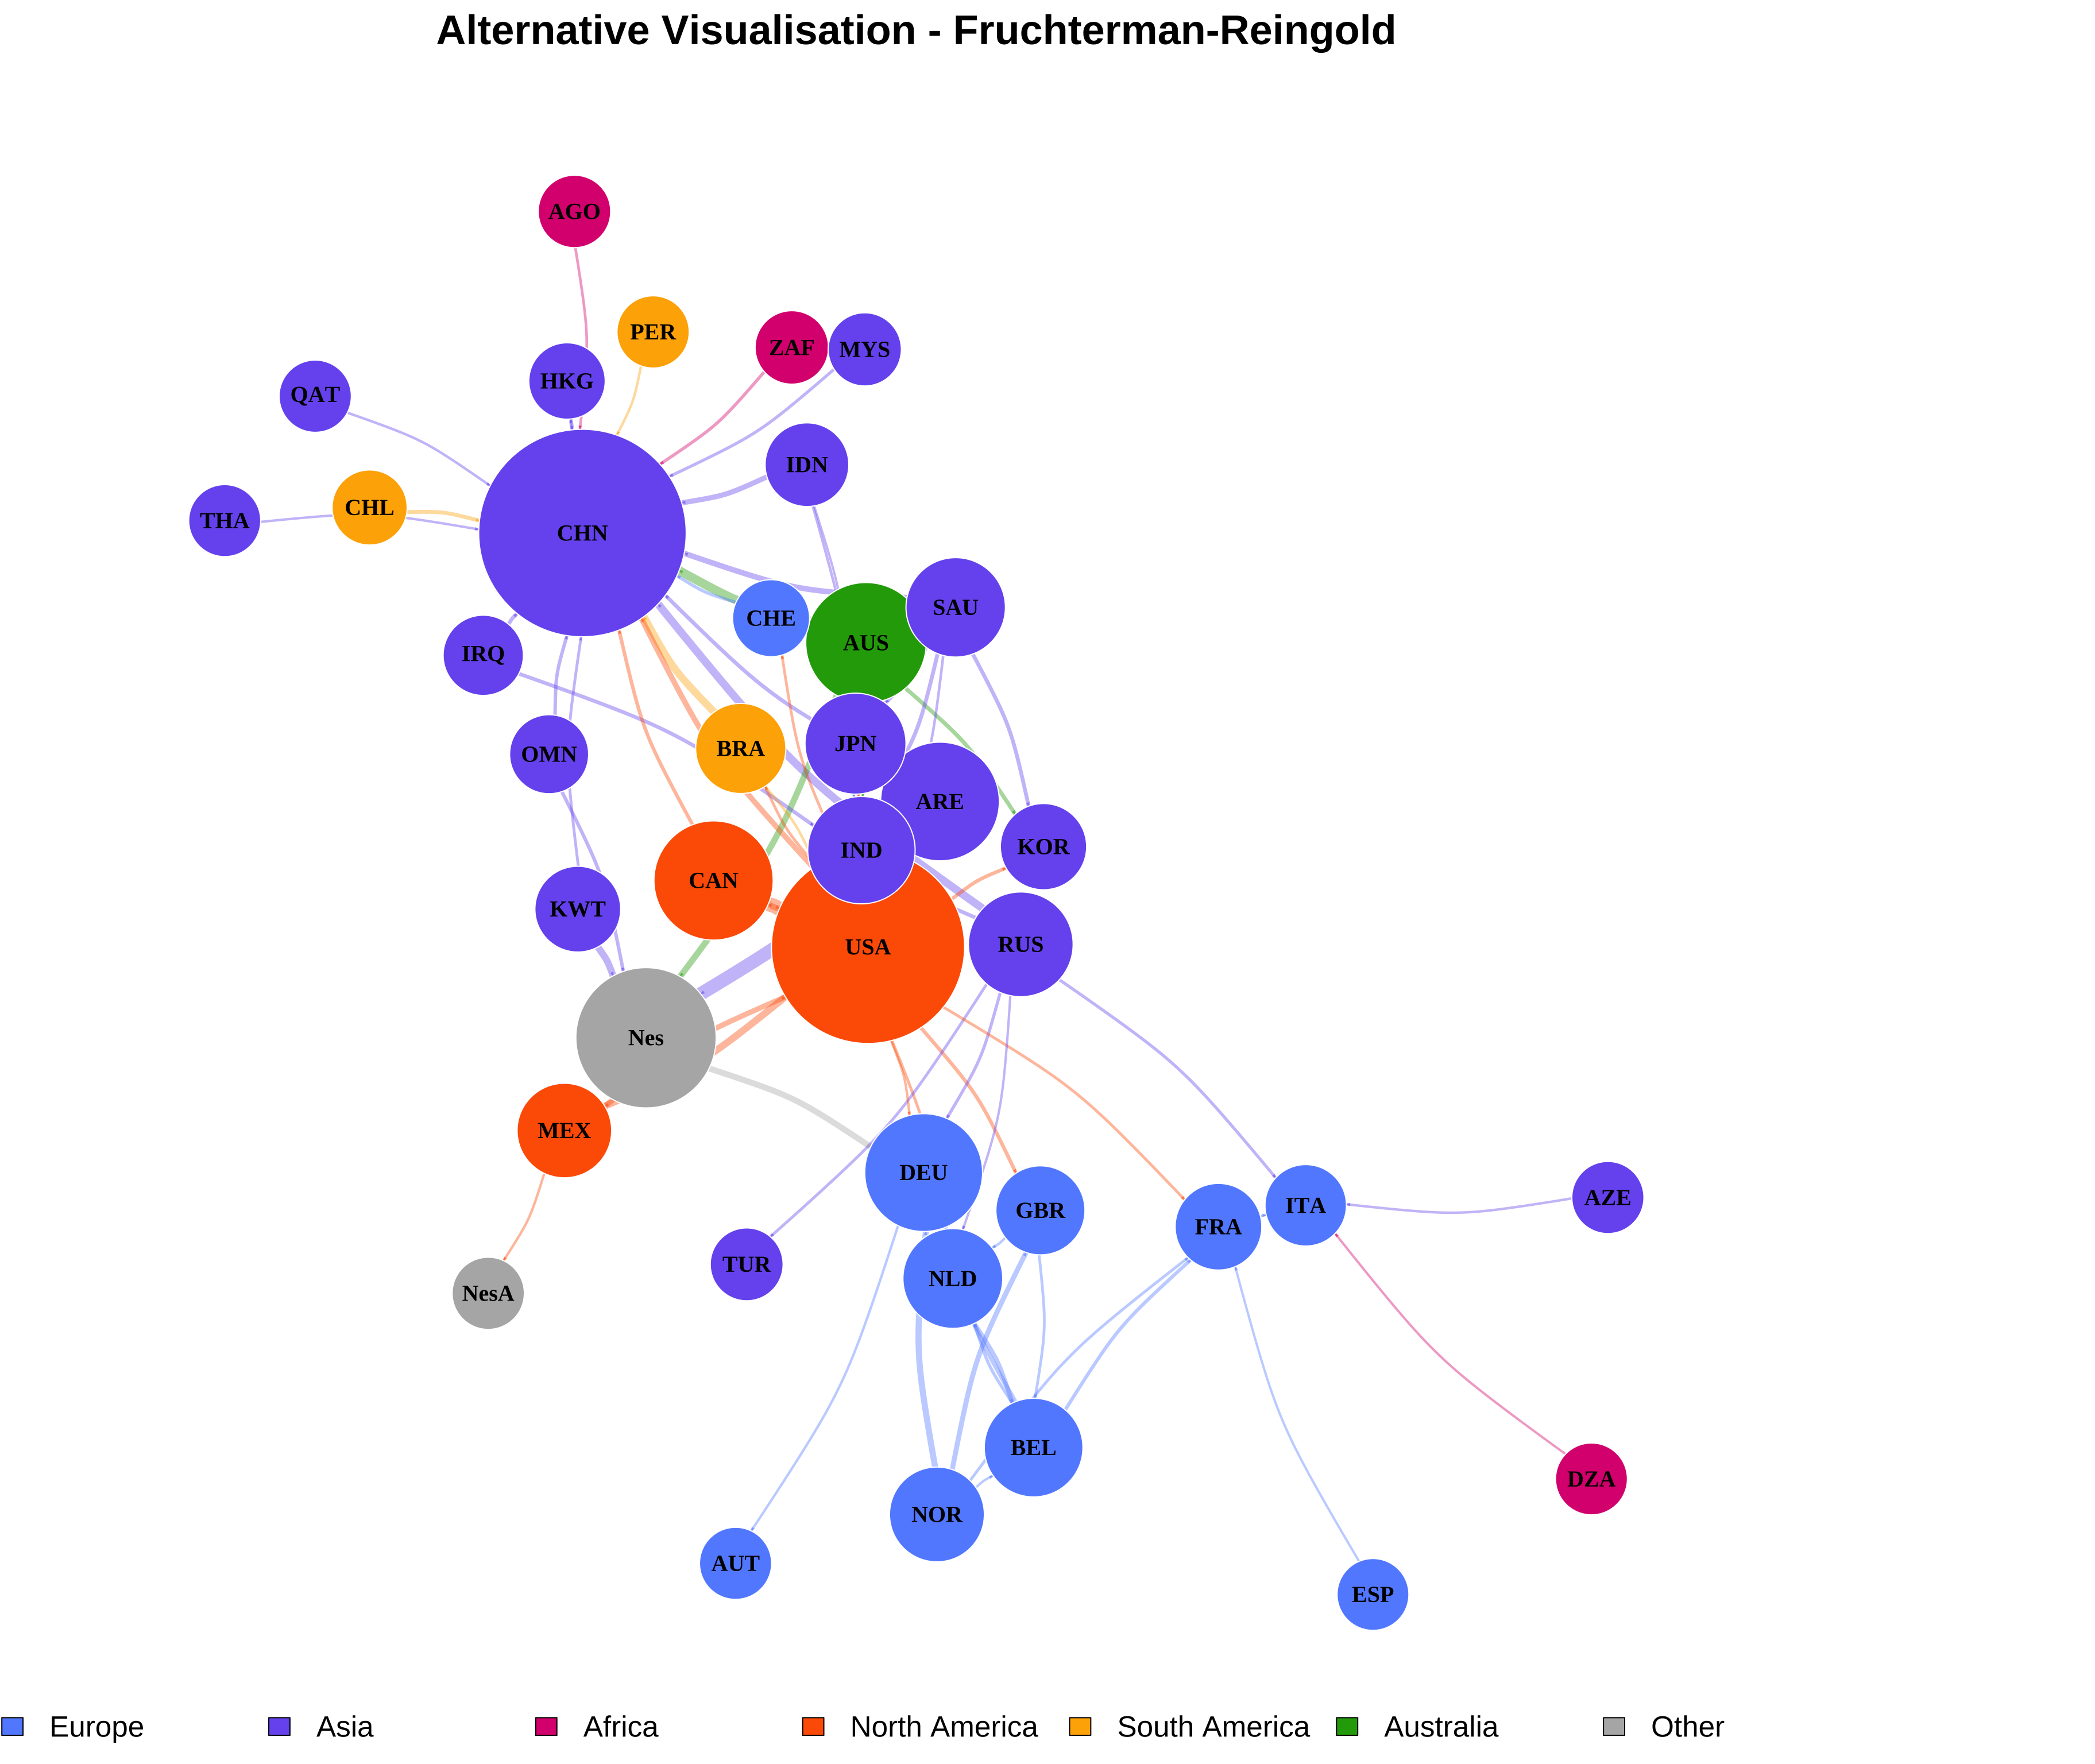 Alternative Visualisation - Fruchterman-Reingold
AGO
PER
ZAF
MYS
HKG
QAT
IDN
CHL
THA
CHN
SAU
CHE
AUS
IRQ
JPN
BRA
OMN
ARE
KOR
IND
CAN
KWT
RUS
USA
Nes
MEX
DEU
AZE
ITA
GBR
FRA
TUR
NLD
NesA
BEL
DZA
NOR
AUT
ESP
Europe
Asia
Africa
North America
South America
Australia
Other